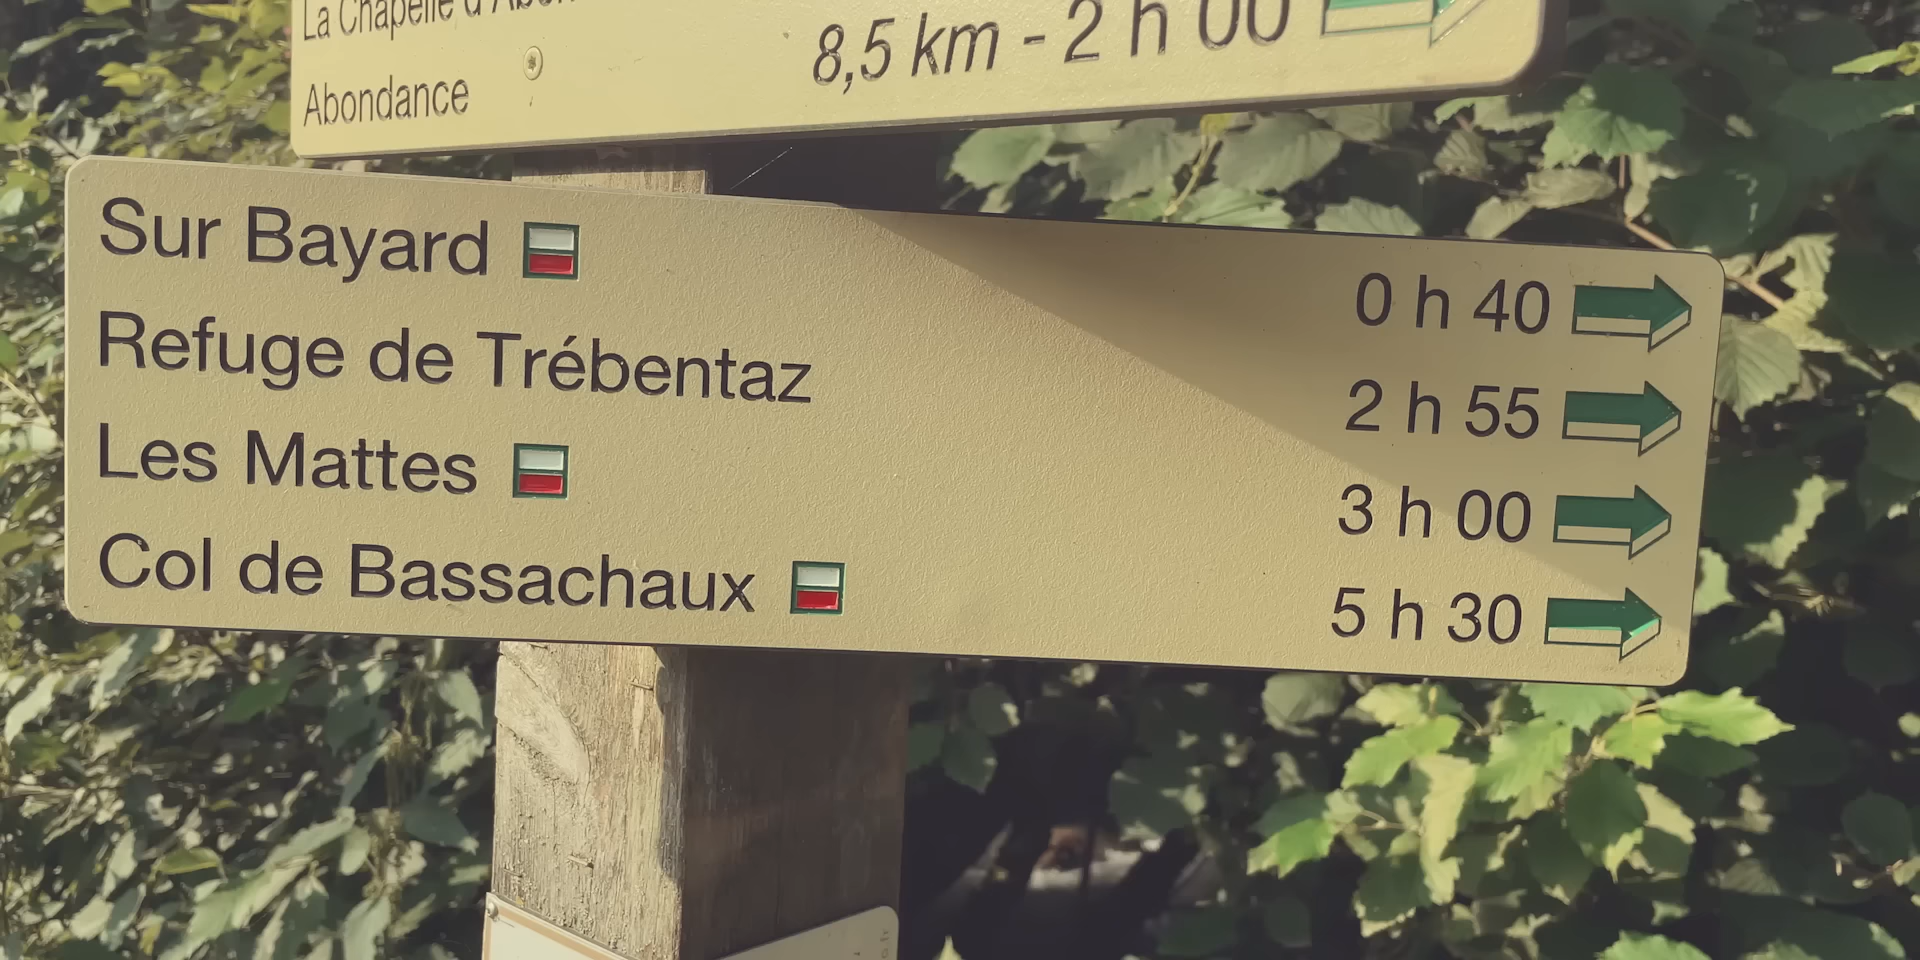 La Chapelle d'Abon
Abondance
8,5 km - 2 h 00
Sur Bayard 0 h 40
Refuge de Trébentaz 2 h 55
Les Mattes 3 h 00
Col de Bassachaux 5 h 30